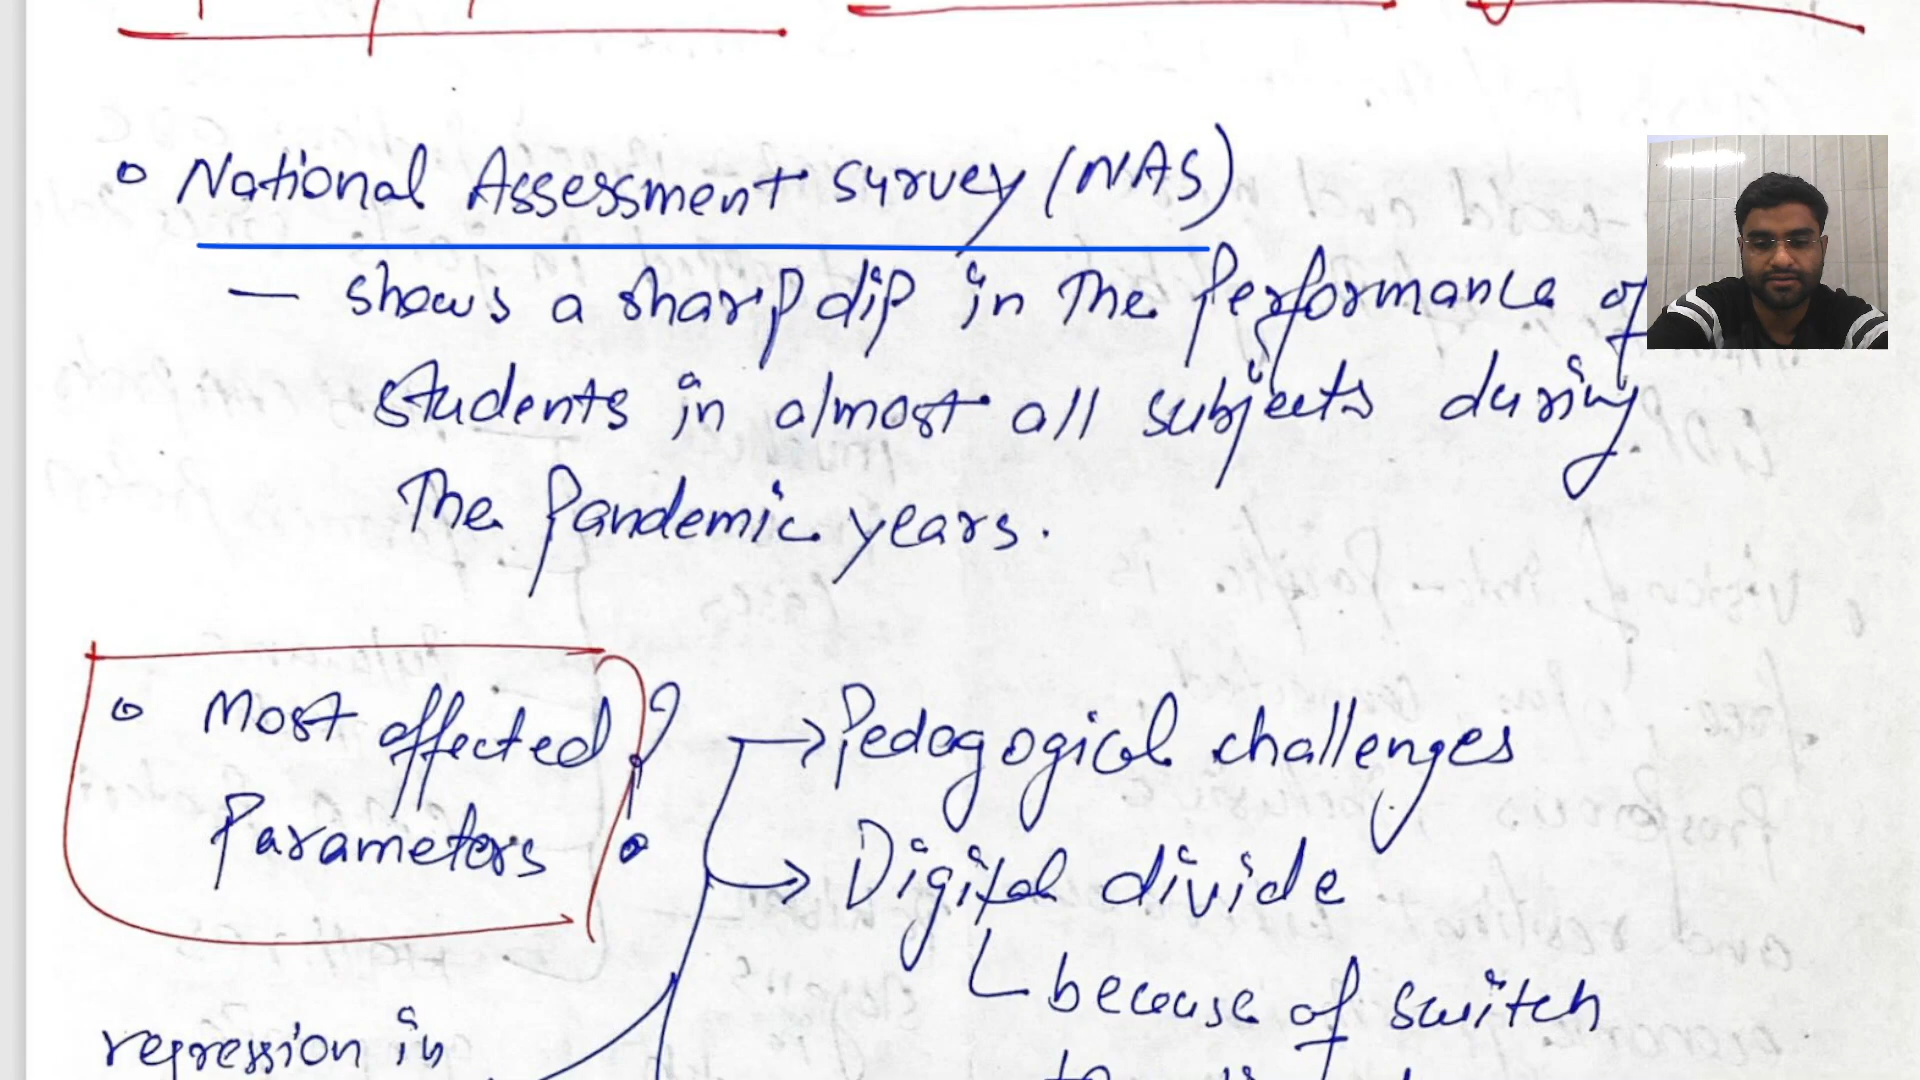 National Assessment survey (NAS)
— shows a sharp dip in the performance of
students in almost all subjects during
The Pandemic years.
Most affected ? → Pedagogical challenges
Parameters
→ Digital divide
because of switch
regression in
to